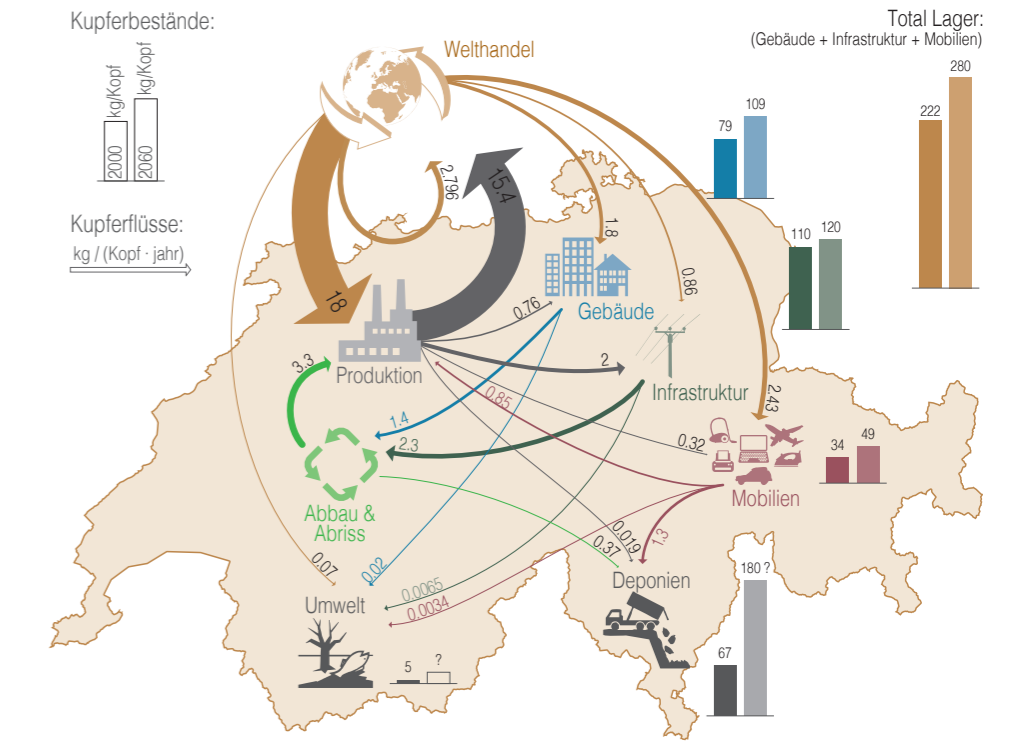 Kupferbestände:
2000 kg/Kopf
2060 kg/Kopf
Kupferflüsse:
kg / (Kopf · jahr)
Welthandel
Total Lager:
(Gebäude + Infrastruktur + Mobilien)
222
280
79
109
110
120
2.796
15.4
18
1.8
0.86
2.43
0.76
Gebäude
2
Infrastruktur
Produktion
3.3
0.85
1.4
2.3
0.32
34
49
Mobilien
Abbau &
Abriss
0.07
0.02
0.019
0.37
1.3
0.0065
0.0034
Deponien
Umwelt
5
?
67
180 ?